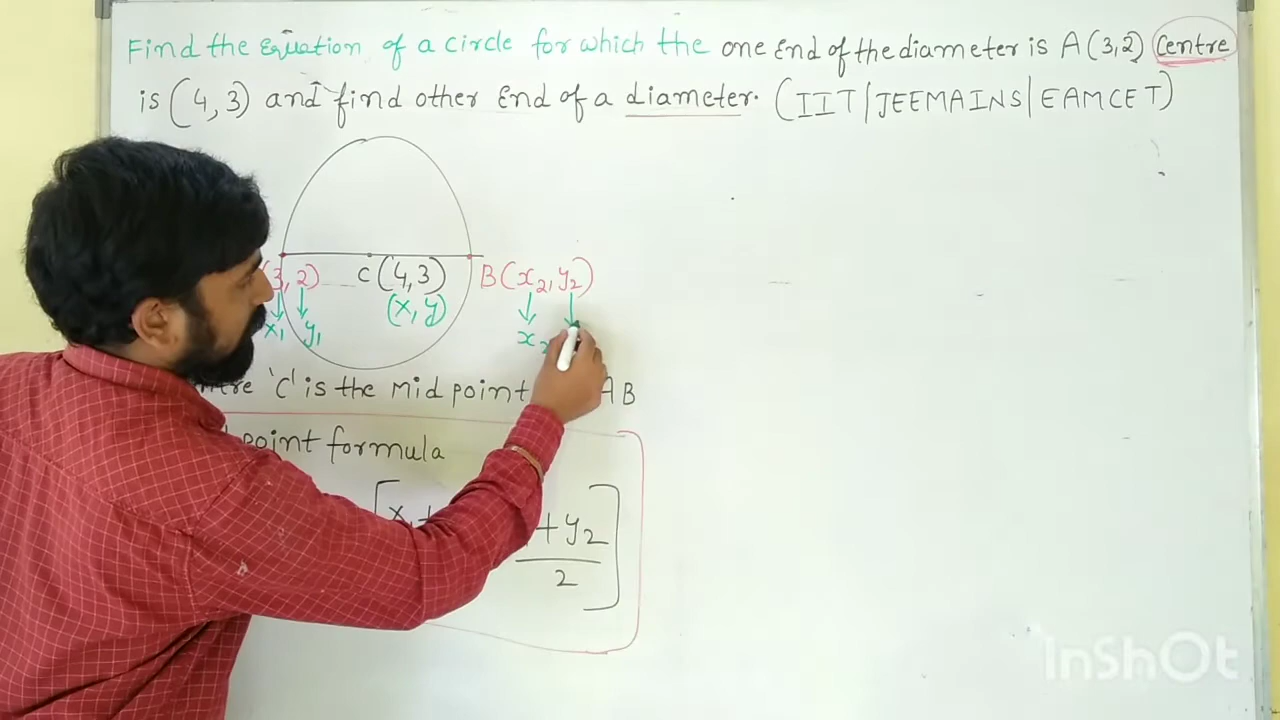 Find the Equation of a circle for which the one End of the diameter is A (3,2) Centre
is (4,3) and find other End of a diameter. (IIT/JEEMAINS/EAMCET)
(3,2) C (4,3) B(x2,y2)
x1 y1 (x,y) x2
'C' is the Mid point AB
point formula
[x1+ +y2
2 ]
InShOt